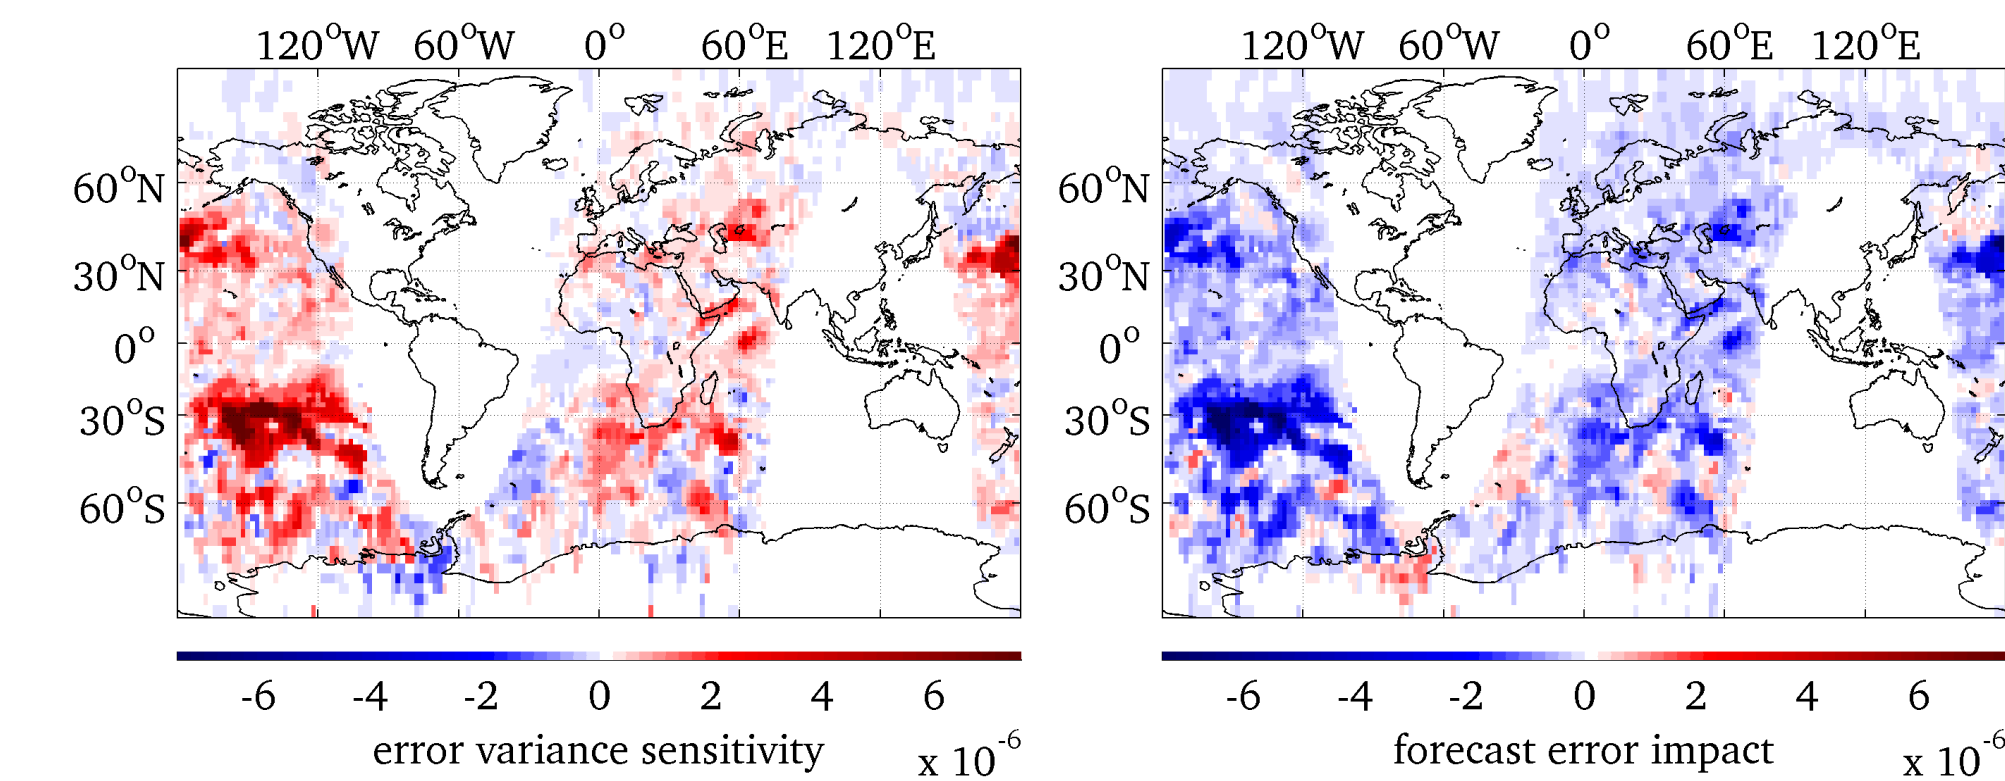 120°W 60°W 0° 60°E 120°E
60°N
30°N
0°
30°S
60°S
-6 -4 -2 0 2 4 6
error variance sensitivity
x 10^-6
120°W 60°W 0° 60°E 120°E
60°N
30°N
0°
30°S
60°S
-6 -4 -2 0 2 4 6
forecast error impact
x 10^-6